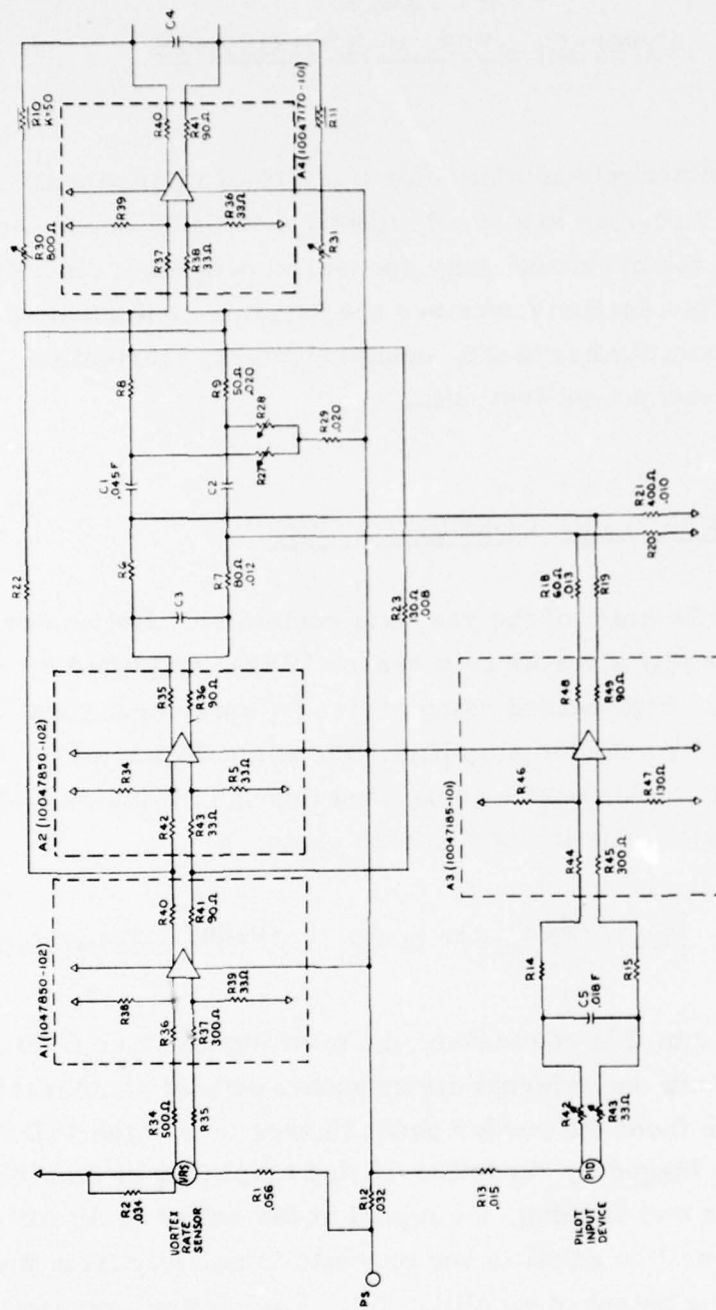 R22
R10
K=50
R30
800Ω
C4
R39
R40
R41
90Ω
R37
R38
33Ω
R36
33Ω
A4 (10047170-101)
R11
R31
R8
R9
50Ω
.020
C1
.045F
C2
R28
R27
R29
.020
R6
R7
80Ω
.012
C3
R23
130Ω
.008
A2 (10047850-102)
R34
R35
R36
90Ω
R42
R43
33Ω
R5
33Ω
A1 (1047850-102)
R38
R40
R41
90Ω
R36
R37
300Ω
R39
33Ω
R34
500Ω
R35
R2
.034
VRS
VORTEX
RATE
SENSOR
R1
.056
R12
.032
PS
R13
.015
R18
60Ω
.013
R19
R21
400Ω
.010
R20
A3 (10047185-101)
R46
R48
R49
90Ω
R44
R45
300Ω
R47
130Ω
R14
C5
.018F
R15
R42
R43
33Ω
PID
PILOT
INPUT
DEVICE